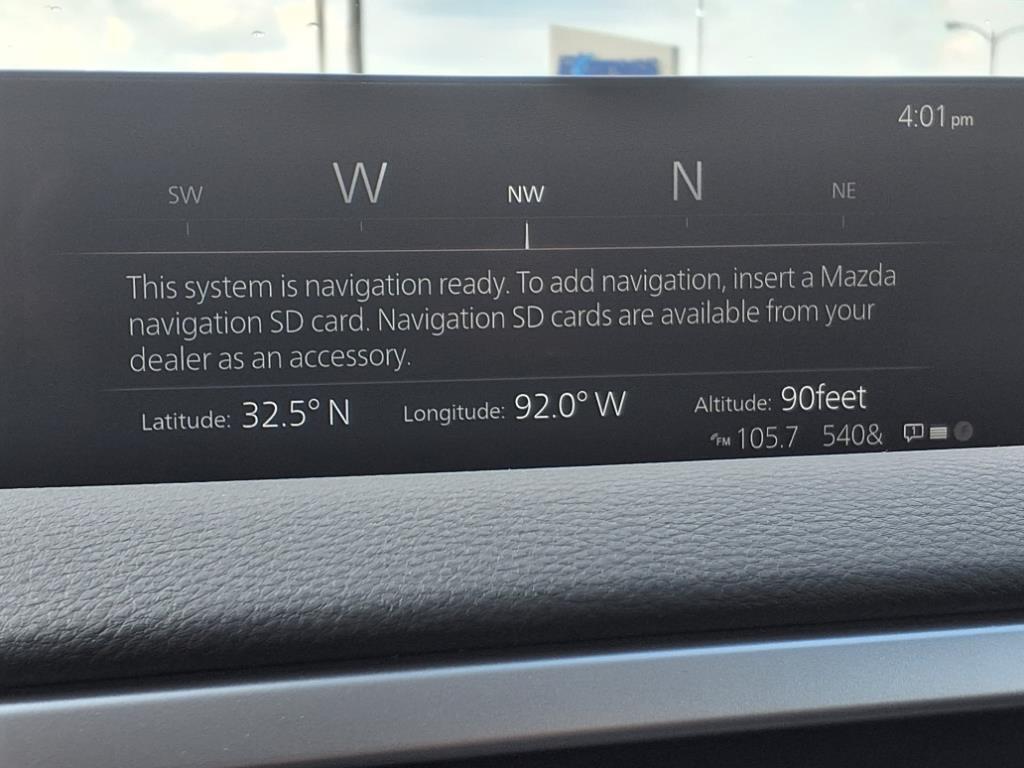 4:01 pm
SW W NW N NE
This system is navigation ready. To add navigation, insert a Mazda
navigation SD card. Navigation SD cards are available from your
dealer as an accessory.
Latitude: 32.5° N Longitude: 92.0° W Altitude: 90feet
FM 105.7 540& 1